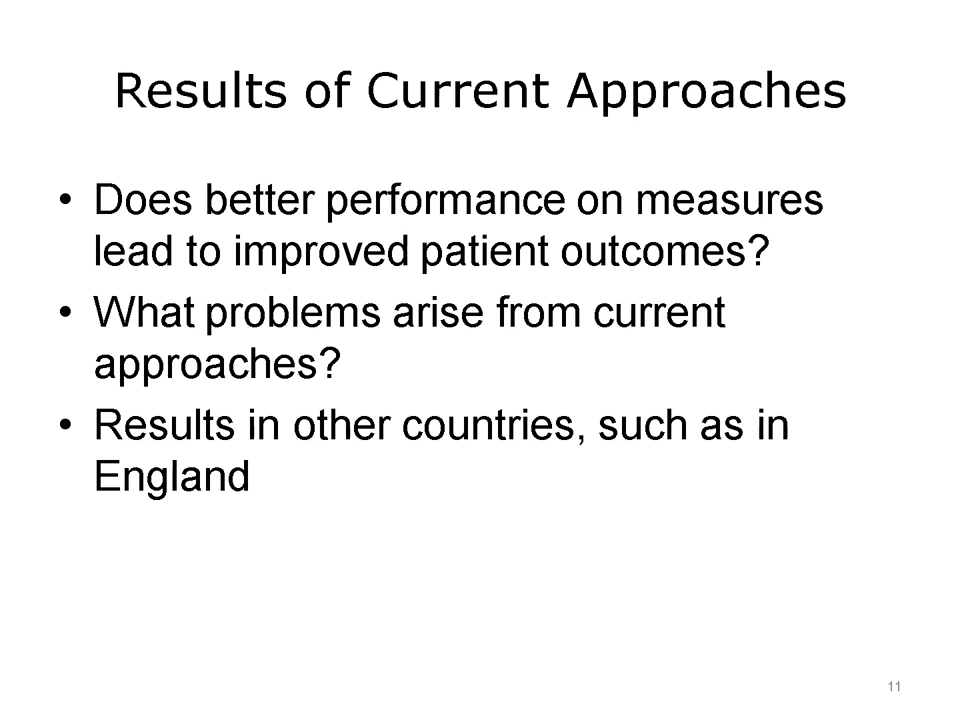 Results of Current Approaches
• Does better performance on measures
lead to improved patient outcomes?
• What problems arise from current
approaches?
• Results in other countries, such as in
England
11